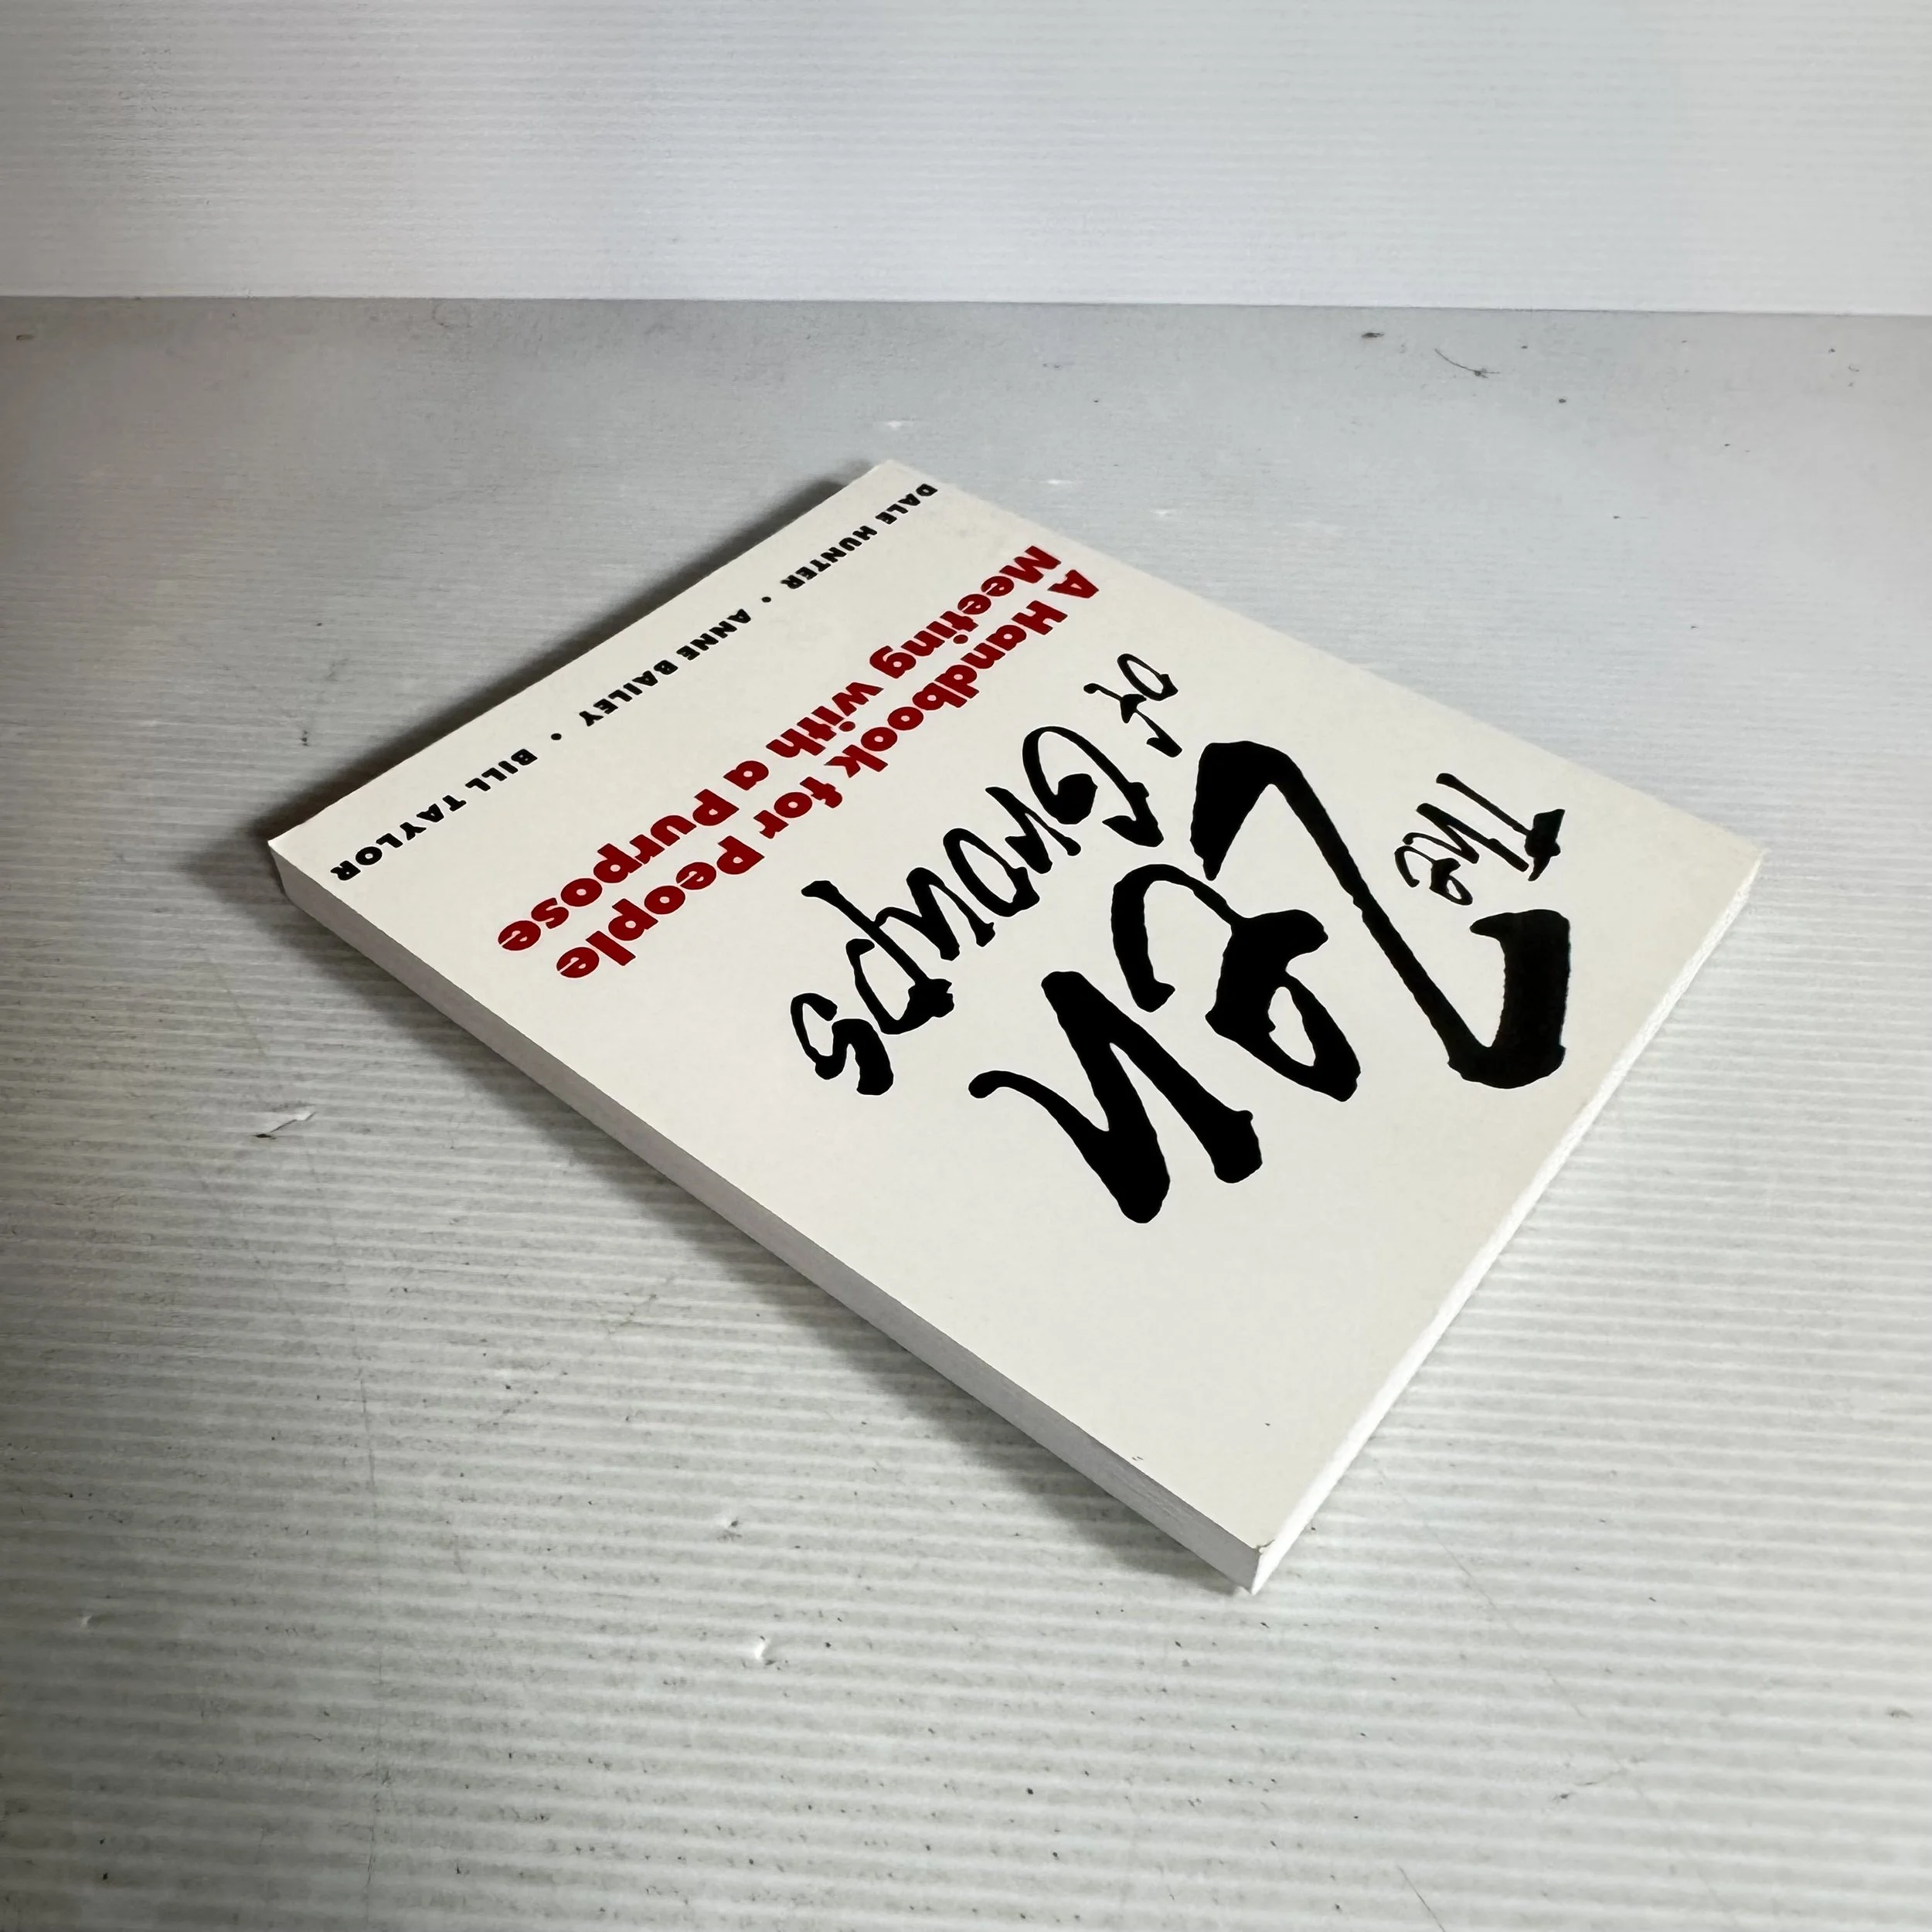 The
Zen
of Groups
A Handbook for People
Meeting with a Purpose
DALE HUNTER • ANNE BAILEY • BILL TAYLOR